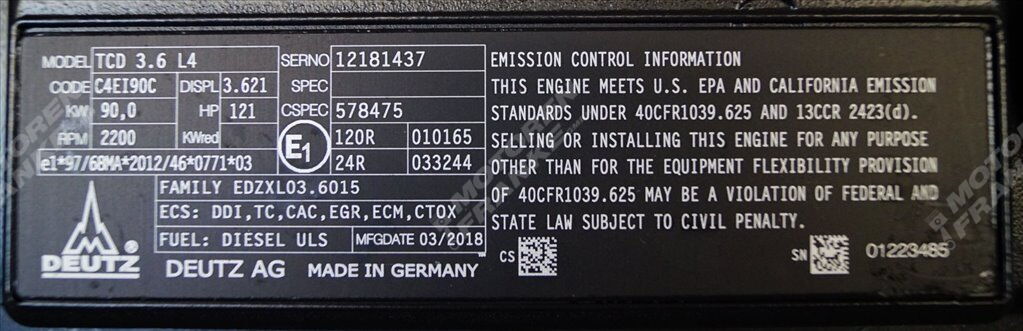 MODEL TCD 3.6 L4 SERNO 12181437
CODE C4EI90C DISPL 3.621 SPEC
KW 90,0 HP 121 CSPEC 578475
RPM 2200 KWred E1 120R 010165
e1*97/68MA*2012/46*0771*03 24R 033244
FAMILY EDZXL03.6015
ECS: DDI,TC,CAC,EGR,ECM,CTOX
FUEL: DIESEL ULS MFGDATE 03/2018
DEUTZ DEUTZ AG MADE IN GERMANY
EMISSION CONTROL INFORMATION
THIS ENGINE MEETS U.S. EPA AND CALIFORNIA EMISSION
STANDARDS UNDER 40CFR1039.625 AND 13CCR 2423(d).
SELLING OR INSTALLING THIS ENGINE FOR ANY PURPOSE
OTHER THAN FOR THE EQUIPMENT FLEXIBILITY PROVISION
OF 40CFR1039.625 MAY BE A VIOLATION OF FEDERAL AND
STATE LAW SUBJECT TO CIVIL PENALTY.
CS SN 01223485
MOTOREN
FRANKE